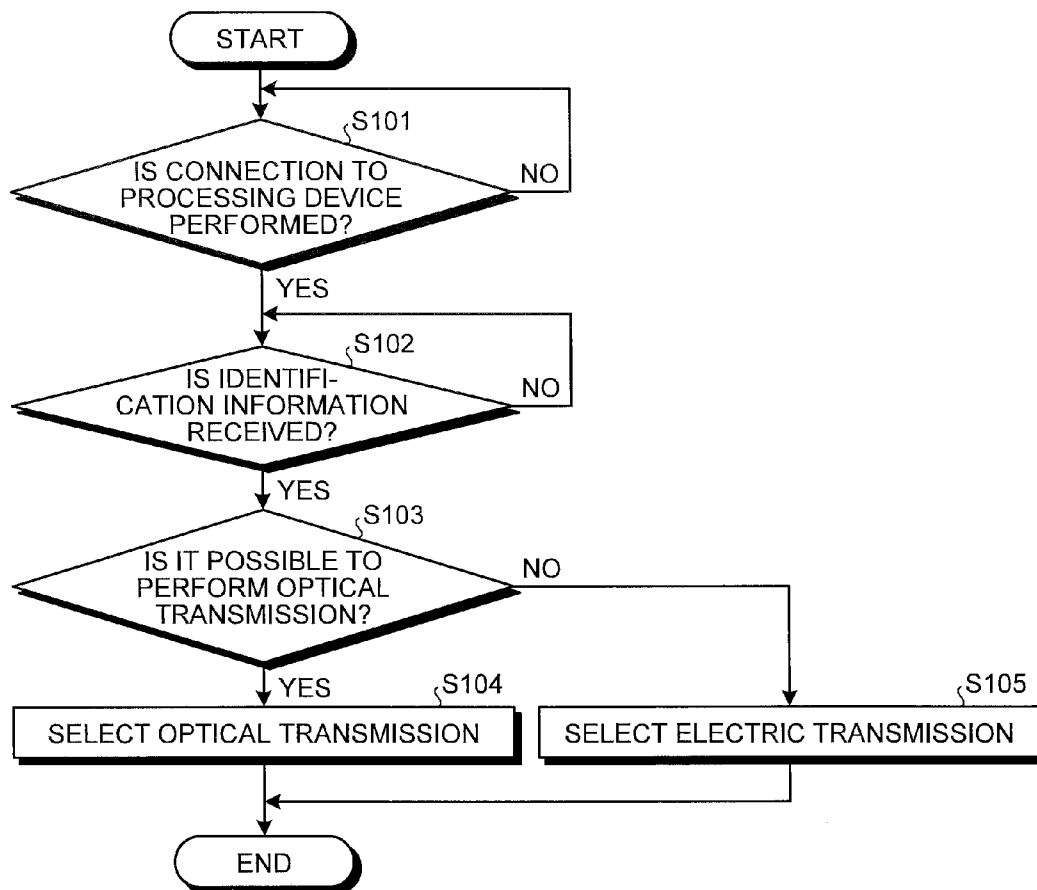 START
S101
IS CONNECTION TO
PROCESSING DEVICE
PERFORMED?
NO
YES
S102
IS IDENTIFI-
CATION INFORMATION
RECEIVED?
NO
YES
S103
IS IT POSSIBLE TO
PERFORM OPTICAL
TRANSMISSION?
NO
YES
S104
SELECT OPTICAL TRANSMISSION
S105
SELECT ELECTRIC TRANSMISSION
END